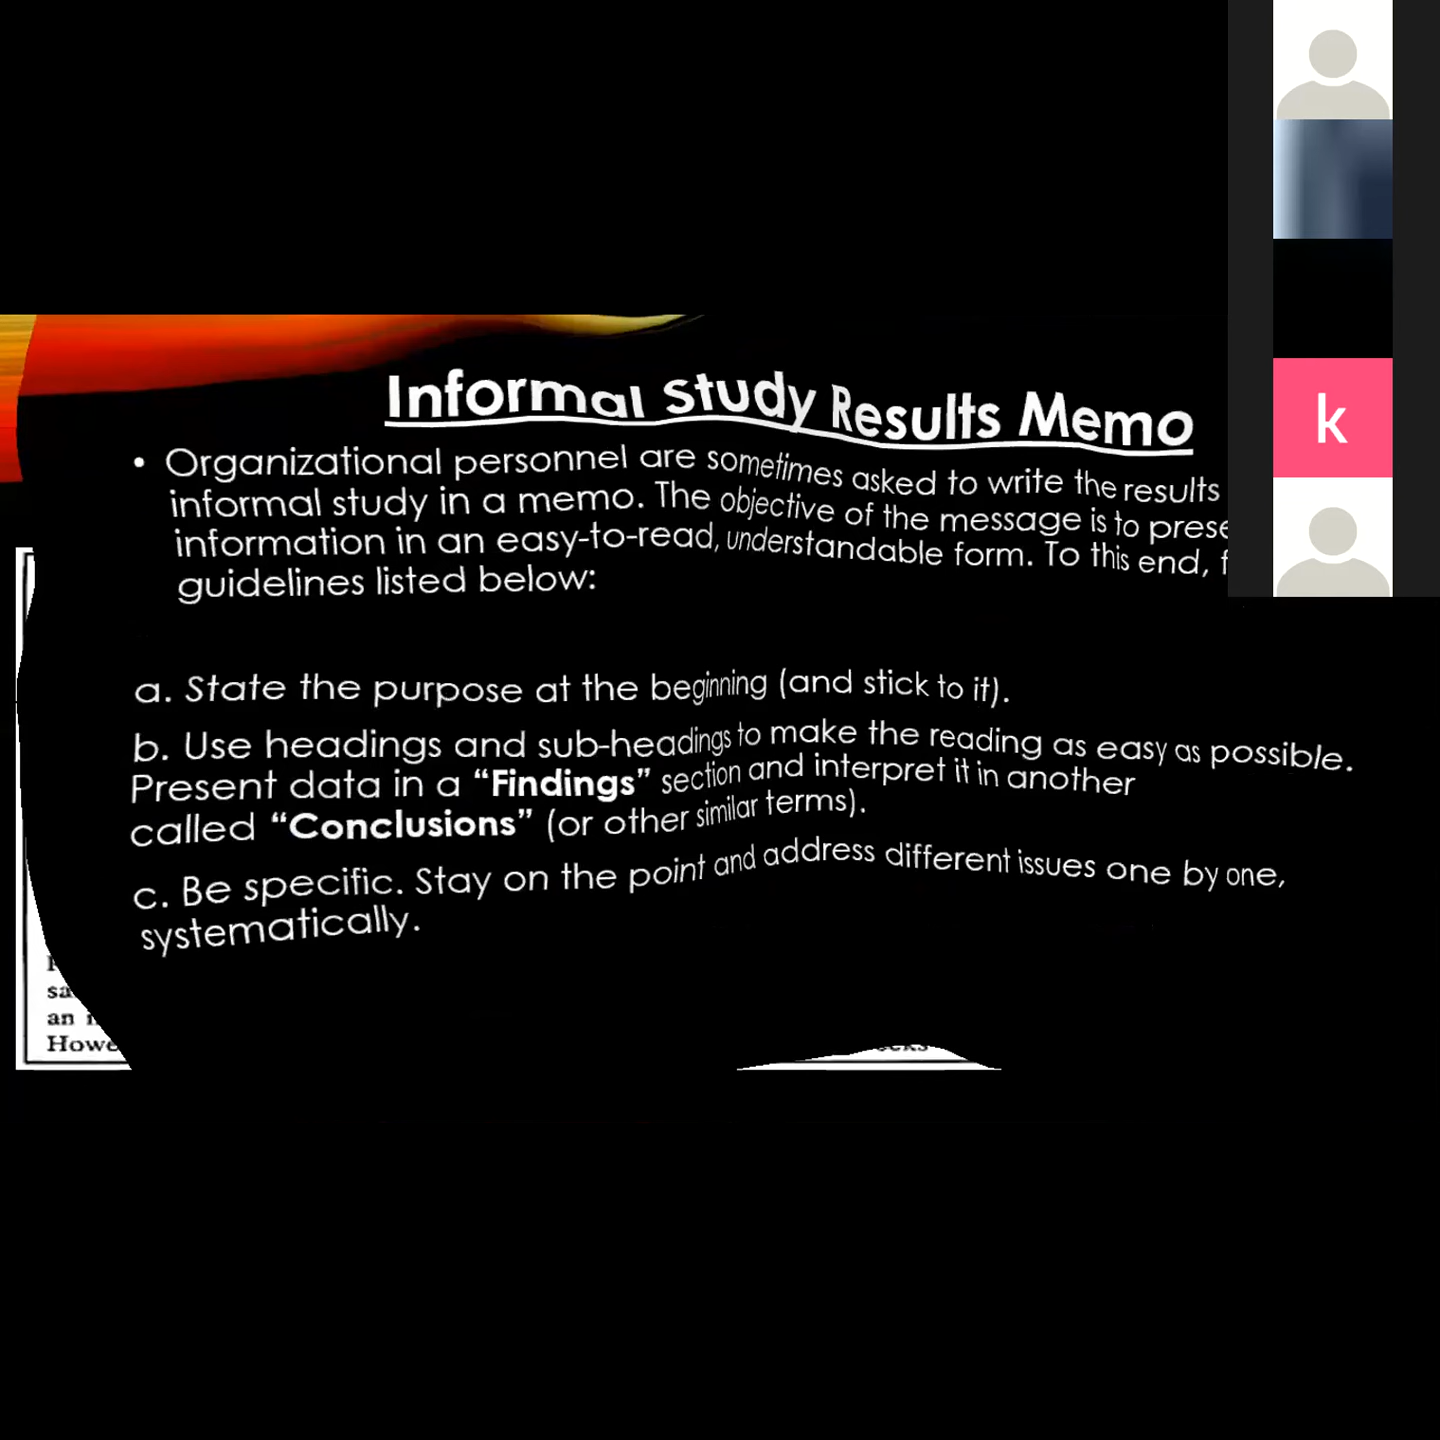 Informal Study Results Memo
• Organizational personnel are sometimes asked to write the results
informal study in a memo. The objective of the message is to
information in an easy-to-read, understandable form. To this end,
guidelines listed below:
a. State the purpose at the beginning (and stick to it).
b. Use headings and sub-headings to make the reading as easy as possible.
Present data in a “Findings” section and interpret it in another
called “Conclusions” (or other similar terms).
c. Be specific. Stay on the point and address different issues one by one,
systematically.
an
k